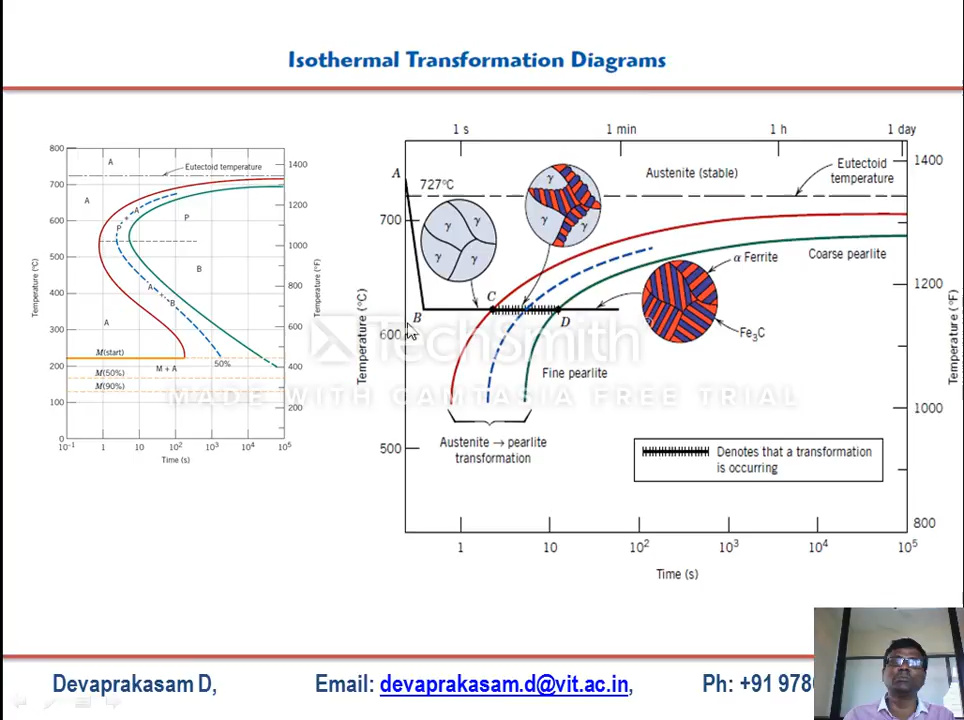 Isothermal Transformation Diagrams
800
700
600
500
400
300
200
100
0
Temperature (°C)
10⁻¹ 1 10 10² 10³ 10⁴ 10⁵
Time (s)
1400
1200
1000
800
600
400
200
Temperature (°F)
A
Eutectoid temperature
A
A
P
P
B
A
B
A
M(start)
M + A
50%
M(50%)
M(90%)
1 s 1 min 1 h 1 day
A
727°C
Austenite (stable)
Eutectoid
temperature
1400
700
γ
γ
γ
γ
γ
γ
γ
γ
Coarse pearlite
α Ferrite
1200
C
B
D
600
Fe₃C
Temperature (°C)
Temperature (°F)
TechSmith
MADE WITH CAMTASIA FREE TRIAL
Fine pearlite
1000
Austenite → pearlite
transformation
500
Denotes that a transformation
is occurring
800
1 10 10² 10³ 10⁴ 10⁵
Time (s)
Devaprakasam D, Email: devaprakasam.d@vit.ac.in, Ph: +91 978